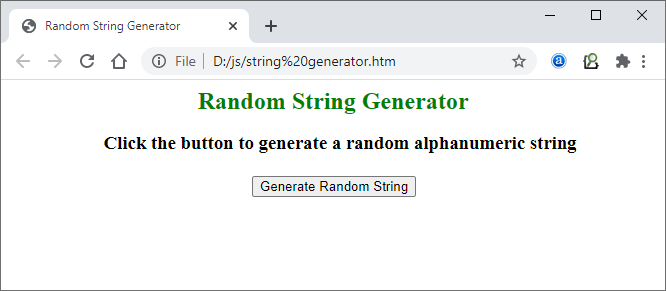 Random String Generator
File
D:/js/string%20generator.htm
a
Random String Generator
Click the button to generate a random alphanumeric string
Generate Random String